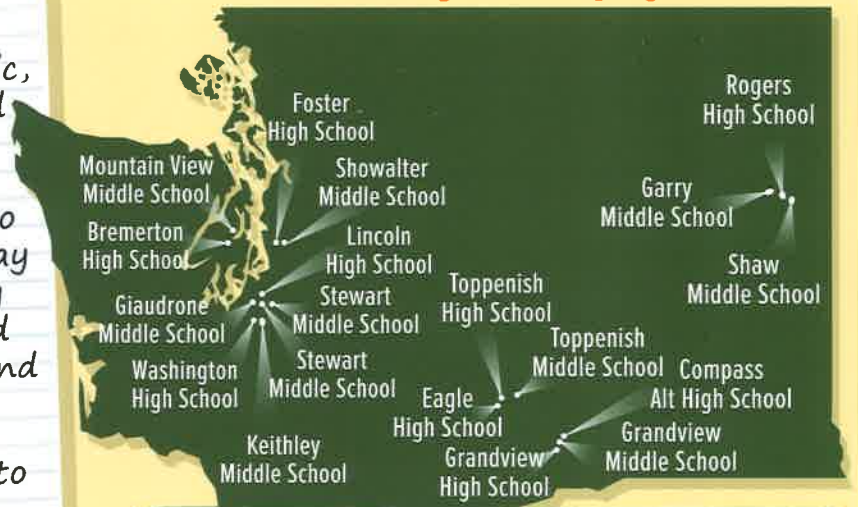 c,
d
o
ay
d
nd
to
Foster
High School
Rogers
High School
Mountain View
Middle School
Showalter
Middle School
Garry
Middle School
Bremerton
High School
Lincoln
High School
Shaw
Middle School
Toppenish
High School
Giaudrone
Middle School
Stewart
Middle School
Toppenish
Middle School
Washington
High School
Stewart
Middle School
Compass
Alt High School
Eagle
High School
Grandview
Middle School
Keithley
Middle School
Grandview
High School